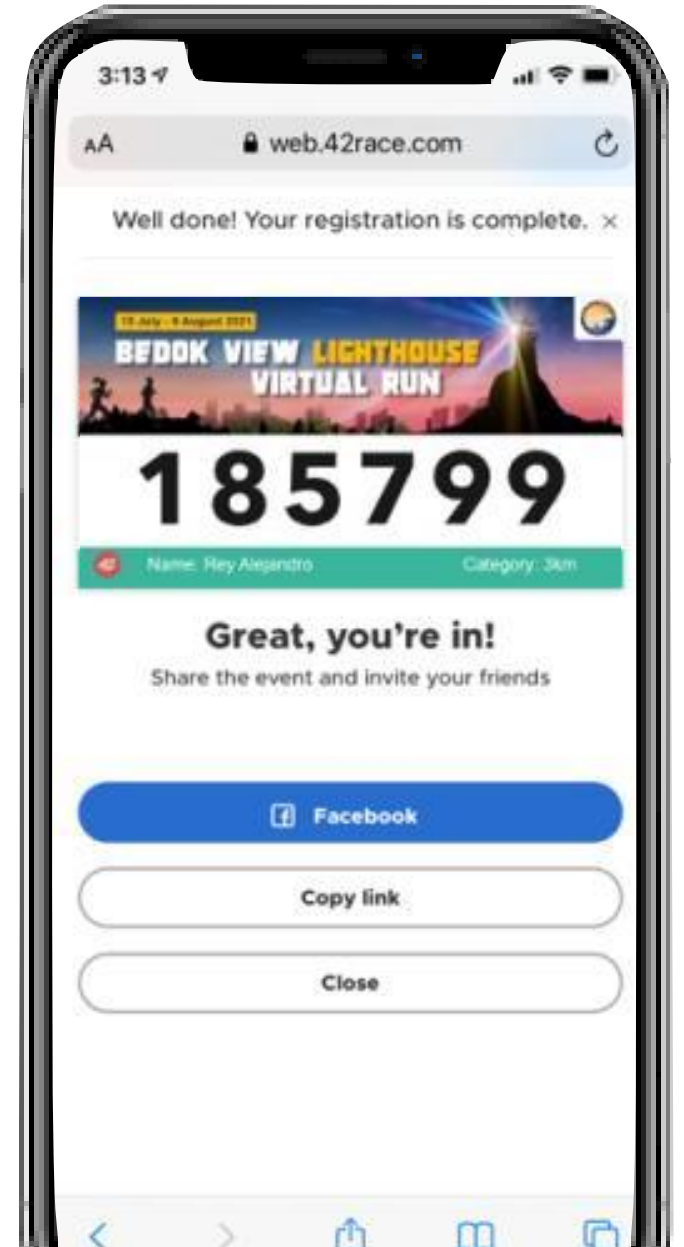 3:13
AA web.42race.com
Well done! Your registration is complete. ×
BEDOK VIEW LIGHTHOUSE
VIRTUAL RUN
185799
Name: Rey Alejandro Category: 3km
Great, you're in!
Share the event and invite your friends
Facebook
Copy link
Close